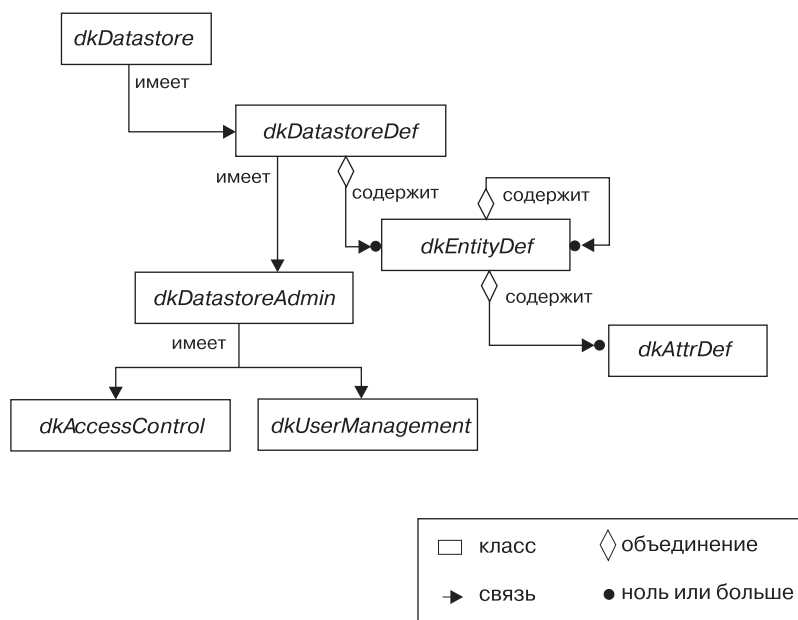 dkDatastore
имеет
dkDatastoreDef
имеет
содержит
содержит
dkEntityDef
dkDatastoreAdmin
содержит
имеет
dkAttrDef
dkAccessControl
dkUserManagement
класс
объединение
связь
ноль или больше